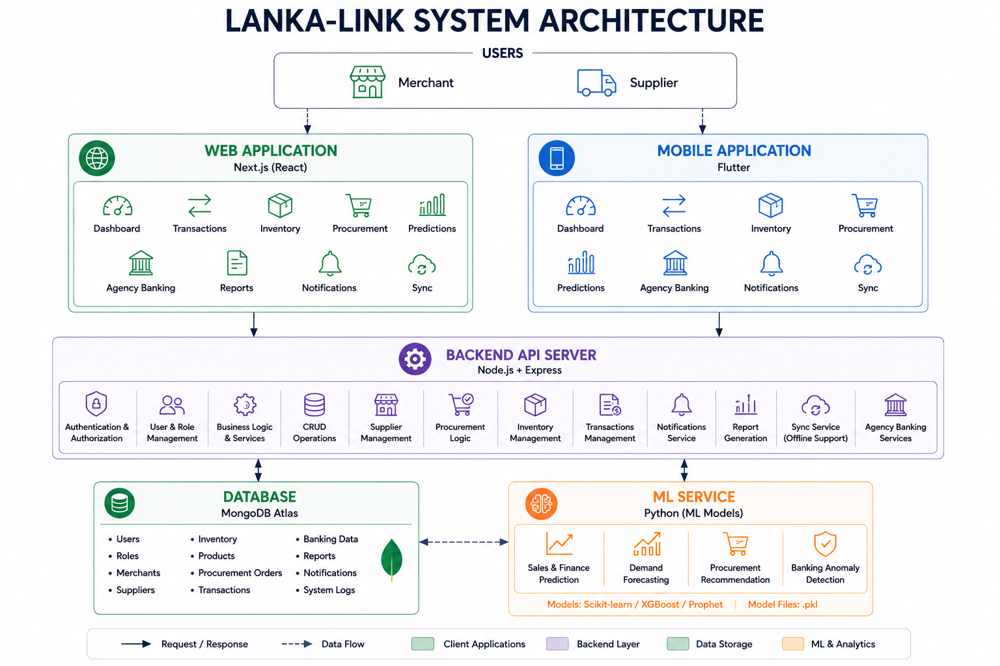 LANKA-LINK SYSTEM ARCHITECTURE
USERS
Merchant
Supplier
WEB APPLICATION
Next.js (React)
Dashboard
Transactions
Inventory
Procurement
Predictions
Agency Banking
Reports
Notifications
Sync
MOBILE APPLICATION
Flutter
Dashboard
Transactions
Inventory
Procurement
Predictions
Agency Banking
Notifications
Sync
BACKEND API SERVER
Node.js + Express
Authentication &
Authorization
User & Role
Management
Business Logic
& Services
CRUD
Operations
Supplier
Management
Procurement
Logic
Inventory
Management
Transactions
Management
Notifications
Service
Report
Generation
Sync Service
(Offline Support)
Agency Banking
Services
DATABASE
MongoDB Atlas
• Users
• Roles
• Merchants
• Suppliers
• Inventory
• Products
• Procurement Orders
• Transactions
• Banking Data
• Reports
• Notifications
• System Logs
ML SERVICE
Python (ML Models)
Sales & Finance
Prediction
Demand
Forecasting
Procurement
Recommendation
Banking Anomaly
Detection
Models: Scikit-learn / XGBoost / Prophet
Model Files: .pkl
Request / Response
Data Flow
Client Applications
Backend Layer
Data Storage
ML & Analytics